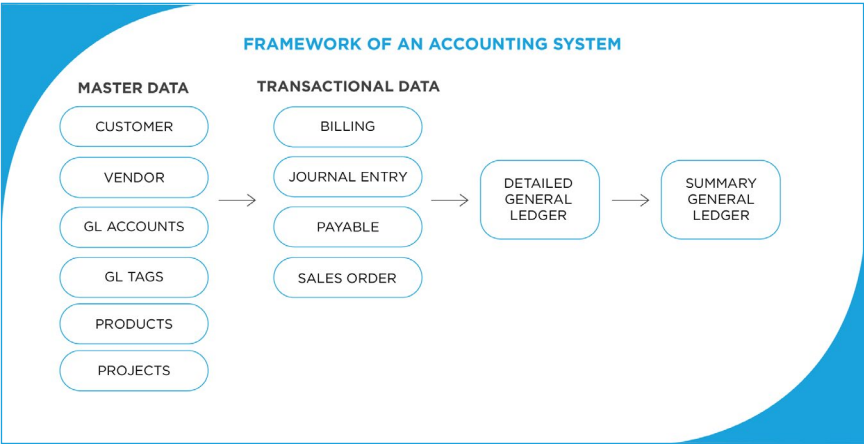 FRAMEWORK OF AN ACCOUNTING SYSTEM
MASTER DATA
CUSTOMER
VENDOR
GL ACCOUNTS
GL TAGS
PRODUCTS
PROJECTS
TRANSACTIONAL DATA
BILLING
JOURNAL ENTRY
PAYABLE
SALES ORDER
DETAILED
GENERAL
LEDGER
SUMMARY
GENERAL
LEDGER